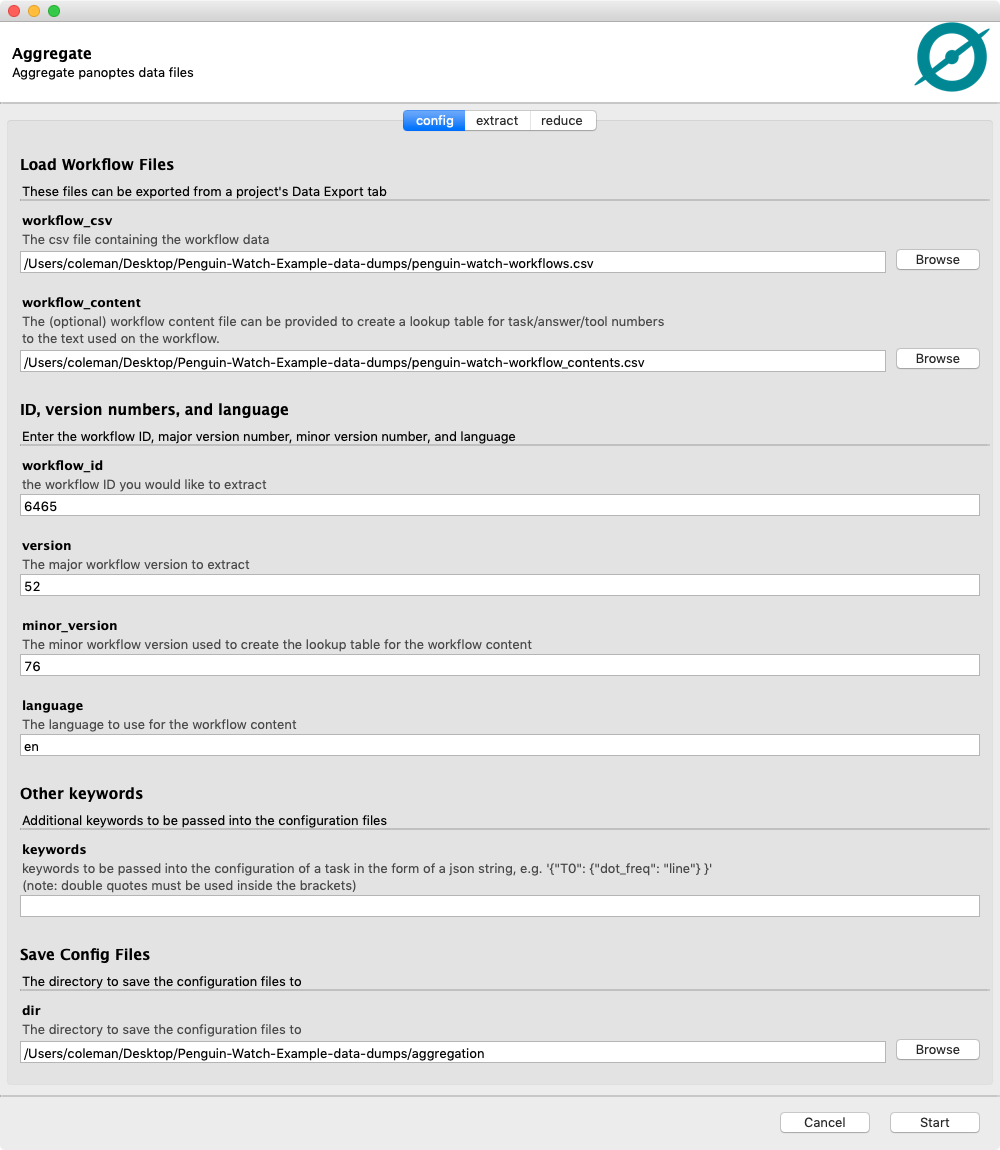 Aggregate
Aggregate panoptes data files
config extract reduce
Load Workflow Files
These files can be exported from a project's Data Export tab
workflow_csv
The csv file containing the workflow data
/Users/coleman/Desktop/Penguin-Watch-Example-data-dumps/penguin-watch-workflows.csv Browse
workflow_content
The (optional) workflow content file can be provided to create a lookup table for task/answer/tool numbers
to the text used on the workflow.
/Users/coleman/Desktop/Penguin-Watch-Example-data-dumps/penguin-watch-workflow_contents.csv Browse
ID, version numbers, and language
Enter the workflow ID, major version number, minor version number, and language
workflow_id
the workflow ID you would like to extract
6465
version
The major workflow version to extract
52
minor_version
The minor workflow version used to create the lookup table for the workflow content
76
language
The language to use for the workflow content
en
Other keywords
Additional keywords to be passed into the configuration files
keywords
keywords to be passed into the configuration of a task in the form of a json string, e.g. '{"T0": {"dot_freq": "line"} }'
(note: double quotes must be used inside the brackets)
Save Config Files
The directory to save the configuration files to
dir
The directory to save the configuration files to
/Users/coleman/Desktop/Penguin-Watch-Example-data-dumps/aggregation Browse
Cancel Start